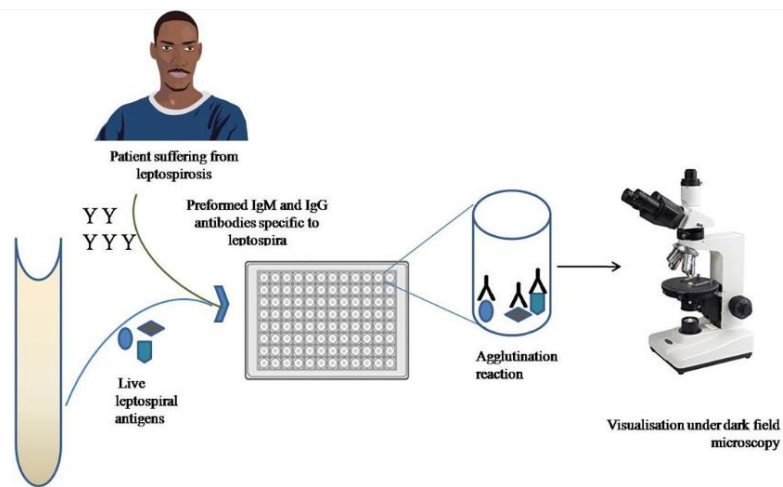 Patient suffering from
leptospirosis
Y Y
Y Y Y
Preformed IgM and IgG
antibodies specific to
leptospira
Live
leptospiral
antigens
Agglutination
reaction
Visualisation under dark field
microscopy